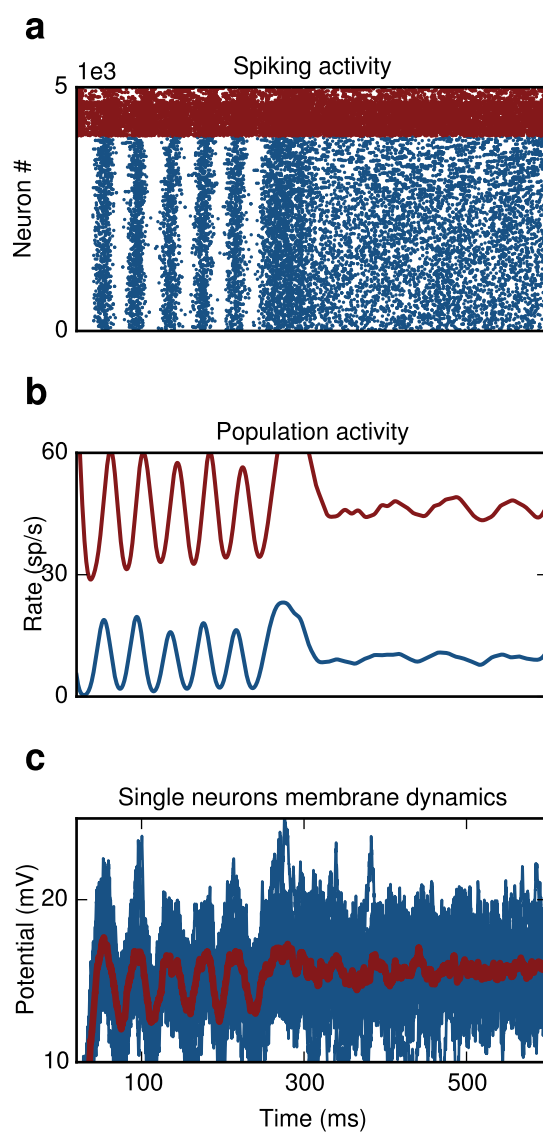 a
Spiking activity
1e3
5
Neuron #
0
b
Population activity
60
Rate (sp/s)
30
0
c
Single neurons membrane dynamics
20
Potential (mV)
10
100 300 500
Time (ms)